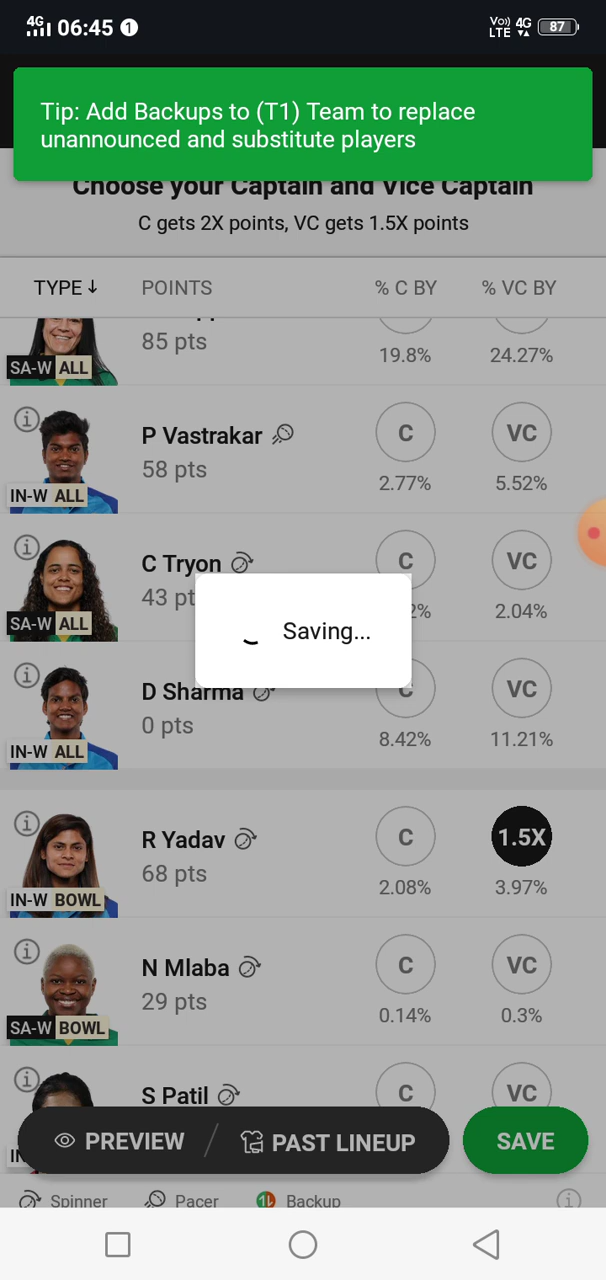 4G 06:45 1 Vo)) LTE 4G 87
Tip: Add Backups to (T1) Team to replace
unannounced and substitute players
Choose your Captain and Vice Captain
C gets 2X points, VC gets 1.5X points
TYPE↓ POINTS % C BY % VC BY
85 pts
SA-W ALL 19.8% 24.27%
P Vastrakar C VC
58 pts
IN-W ALL 2.77% 5.52%
C Tryon C VC
43 pt
SA-W ALL 2% 2.04%
Saving...
D Sharma C VC
0 pts
IN-W ALL 8.42% 11.21%
R Yadav C 1.5X
68 pts
IN-W BOWL 2.08% 3.97%
N Mlaba C VC
29 pts
SA-W BOWL 0.14% 0.3%
S Patil C VC
PREVIEW PAST LINEUP SAVE
Spinner Pacer Backup